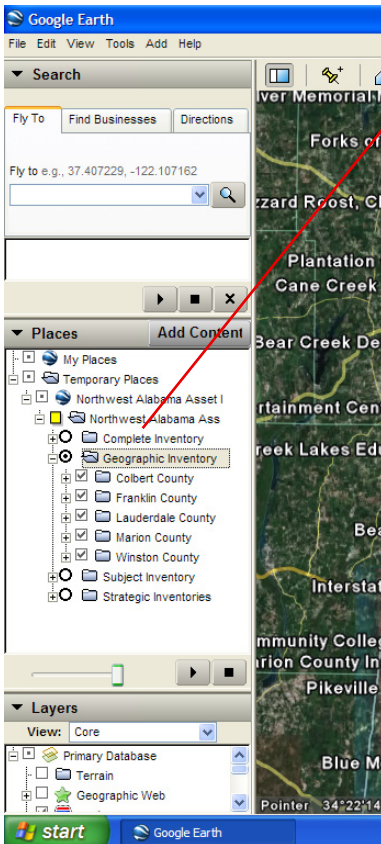 Google Earth
File Edit View Tools Add Help
Search
Fly To Find Businesses Directions
Fly to e.g., 37.407229, -122.107162
Places Add Content
My Places
Temporary Places
Northwest Alabama Asset I
Northwest Alabama Ass
Complete Inventory
Geographic Inventory
Colbert County
Franklin County
Lauderdale County
Marion County
Winston County
Subject Inventory
Strategic Inventories
Layers
View: Core
Primary Database
Terrain
Geographic Web
iver Memorial
Forks of
zzard Roost, C
Plantation
Cane Creek
Bear Creek De
rtainment Cen
reek Lakes Edu
Bea
Interstat
mmunity Colle
rion County In
Pikeville
Blue M
Pointer 34°22'14
start Google Earth